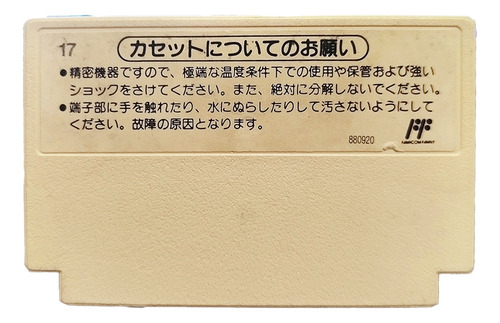 17
カセットについてのお願い
●精密機器ですので、極端な温度条件下での使用や保管および強い
ショックをさけてください。また、絶対に分解しないでください。
●端子部に手を触れたり、水にぬらしたりして汚さないようにして
ください。故障の原因となります。
880920
FF
FAMICOM FAMILY